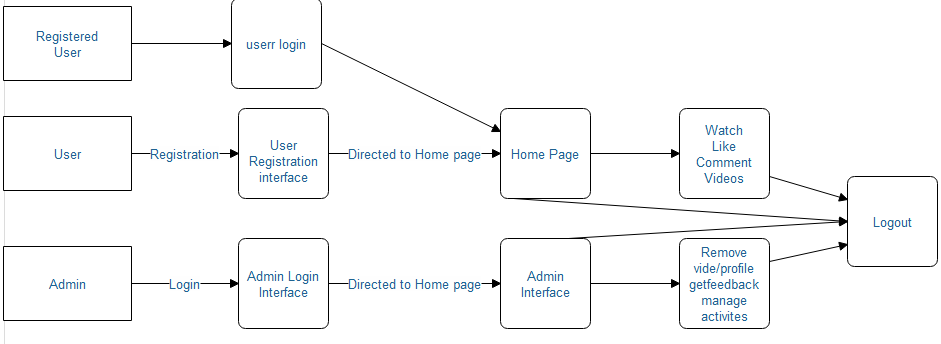 Registered
User
userr login
User
Registration
User
Registration
interface
Directed to Home page
Home Page
Watch
Like
Comment
Videos
Logout
Admin
Login
Admin Login
Interface
Directed to Home page
Admin
Interface
Remove
vide/profile
getfeedback
manage
activites